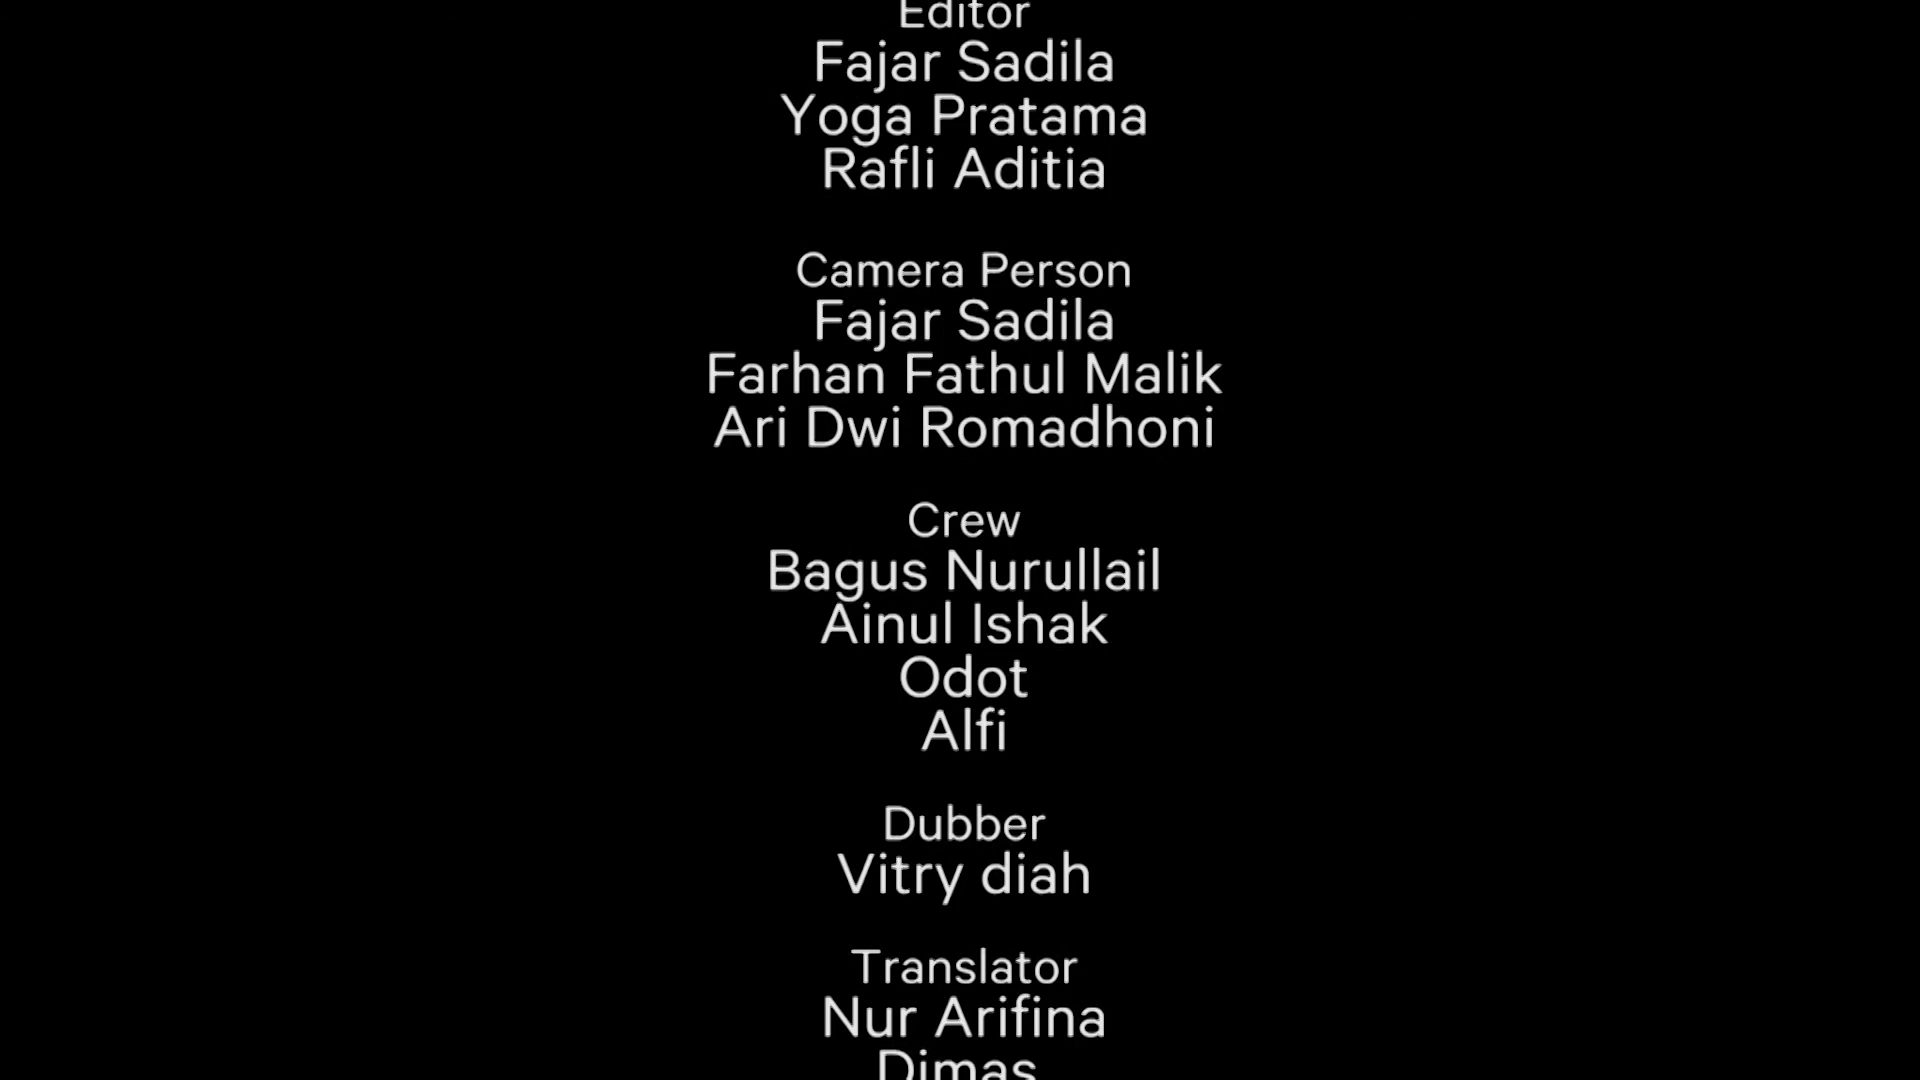 Editor
Fajar Sadila
Yoga Pratama
Rafli Aditia
Camera Person
Fajar Sadila
Farhan Fathul Malik
Ari Dwi Romadhoni
Crew
Bagus Nurullail
Ainul Ishak
Odot
Alfi
Dubber
Vitry diah
Translator
Nur Arifina
Dimas